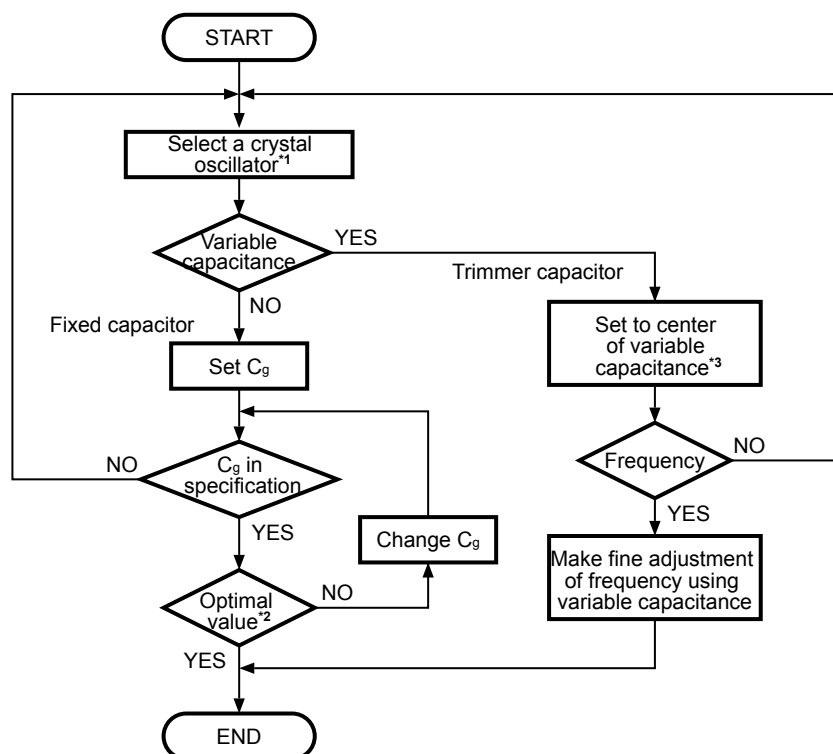 START
Select a crystal
oscillator*1
Variable
capacitance
YES
Trimmer capacitor
NO
Fixed capacitor
Set Cg
Cg in
specification
NO
YES
Change Cg
Optimal
value*2
NO
YES
Set to center
of variable
capacitance*3
Frequency
NO
YES
Make fine adjustment
of frequency using
variable capacitance
END